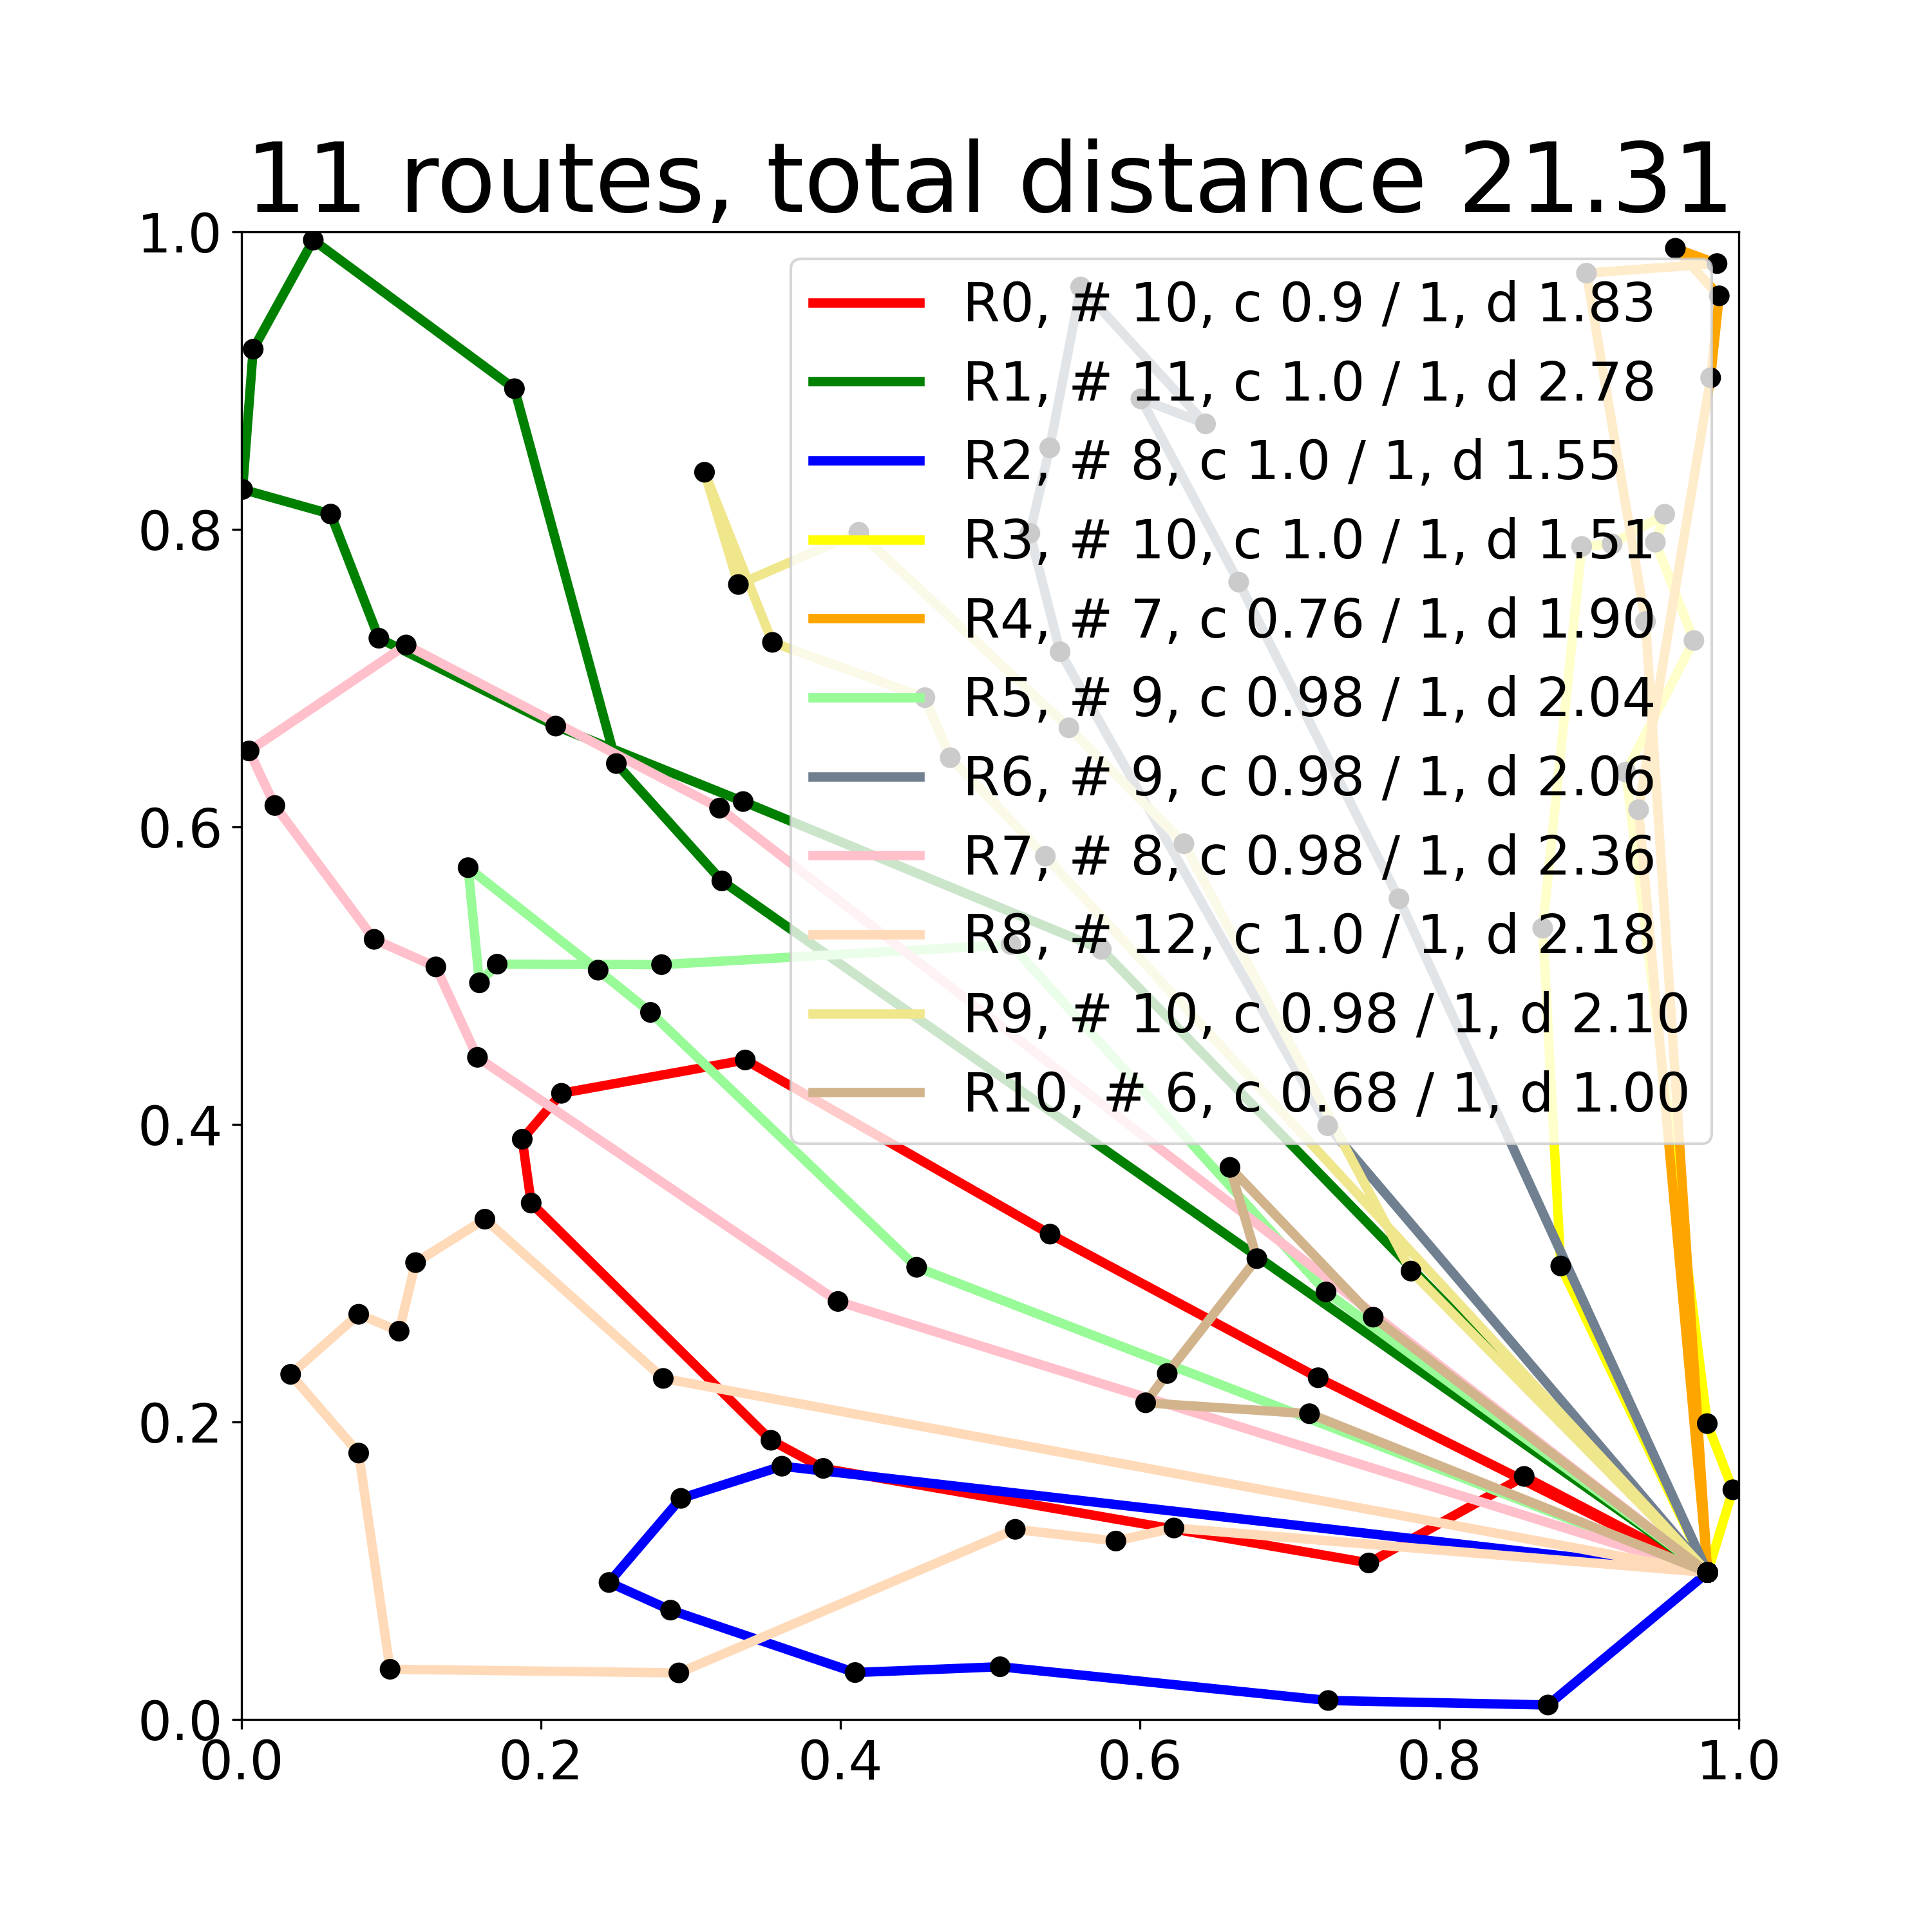 11 routes, total distance 21.31
1.0
0.8
0.6
0.4
0.2
0.0
0.0 0.2 0.4 0.6 0.8 1.0
R0, # 10, c 0.9 / 1, d 1.83
R1, # 11, c 1.0 / 1, d 2.78
R2, # 8, c 1.0 / 1, d 1.55
R3, # 10, c 1.0 / 1, d 1.51
R4, # 7, c 0.76 / 1, d 1.90
R5, # 9, c 0.98 / 1, d 2.04
R6, # 9, c 0.98 / 1, d 2.06
R7, # 8, c 0.98 / 1, d 2.36
R8, # 12, c 1.0 / 1, d 2.18
R9, # 10, c 0.98 / 1, d 2.10
R10, # 6, c 0.68 / 1, d 1.00